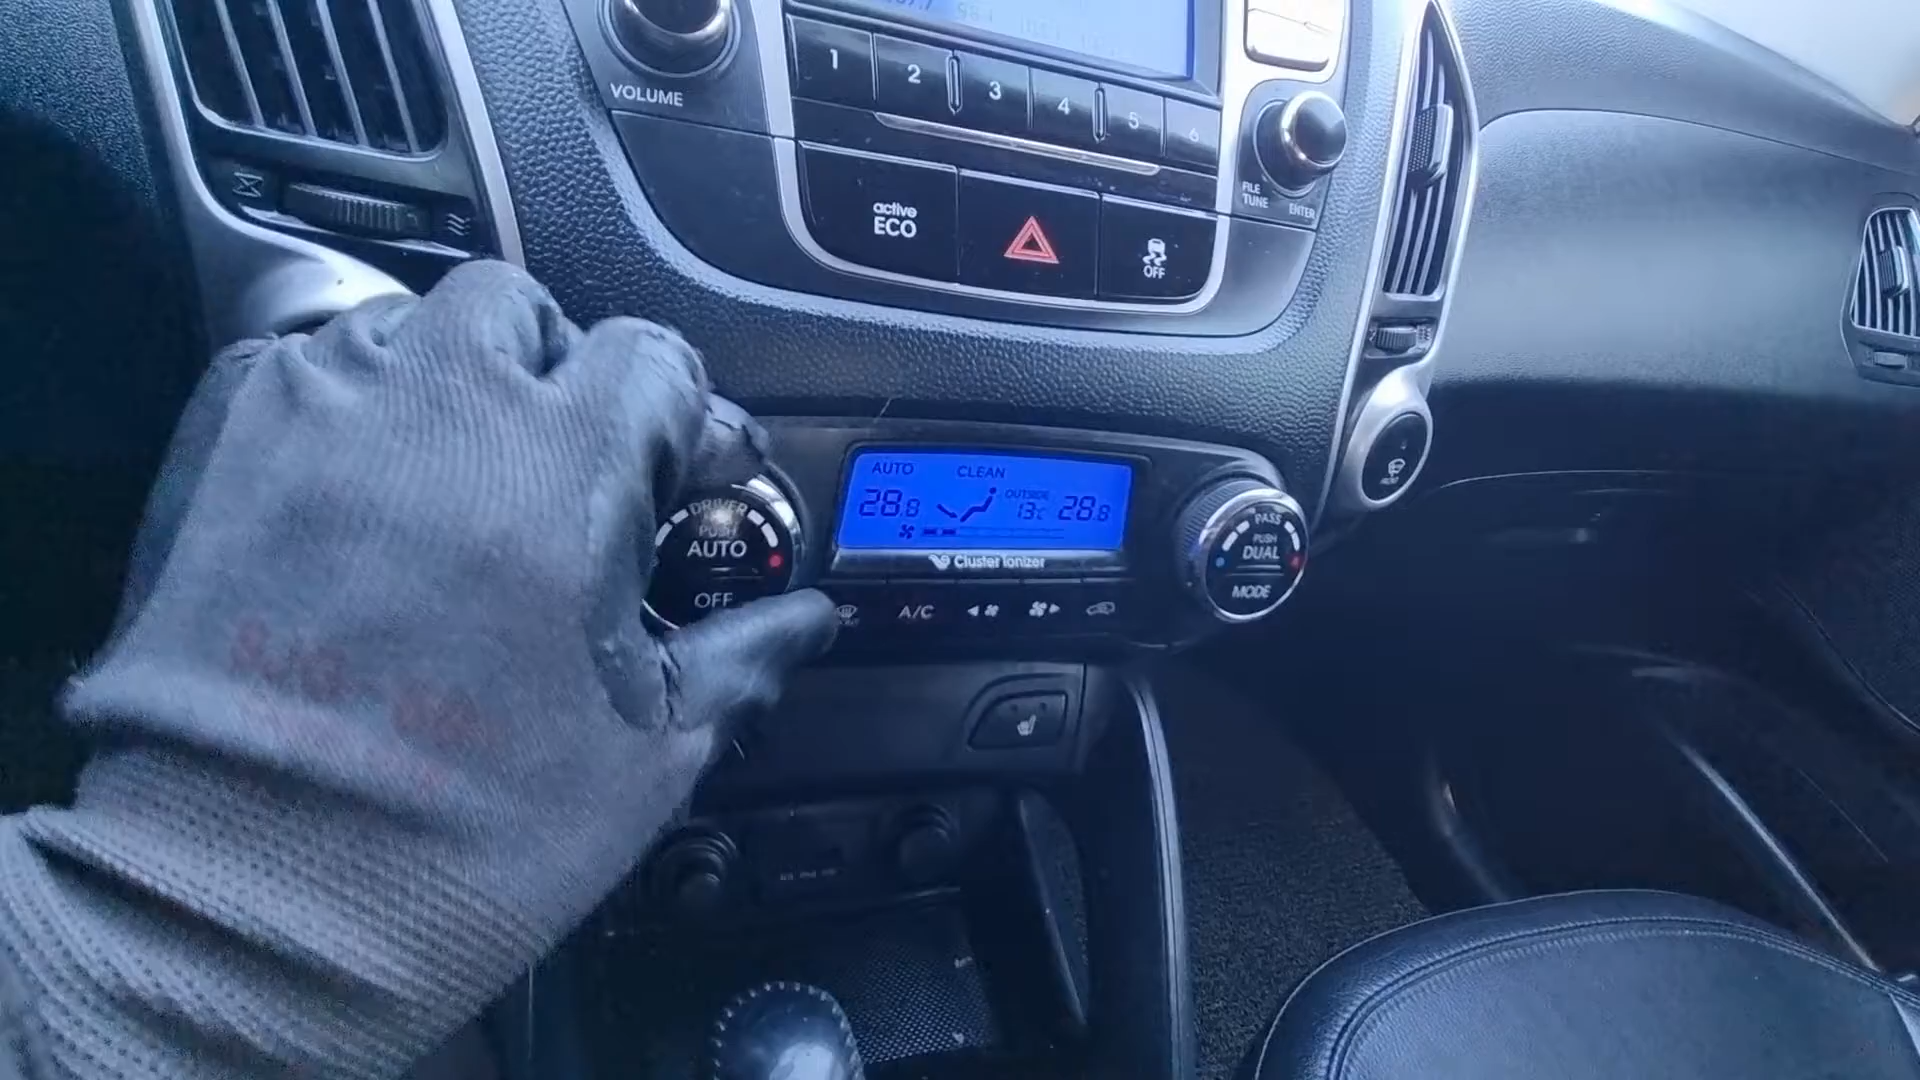 VOLUME
1
2
3
4
5
6
FILE
TUNE
ENTER
active
ECO
OFF
AUTO
CLEAN
OUTSIDE
28.8
13℃
28.8
Cluster Ionizer
DRIVER
PUSH
AUTO
OFF
A/C
PASS
PUSH
DUAL
MODE